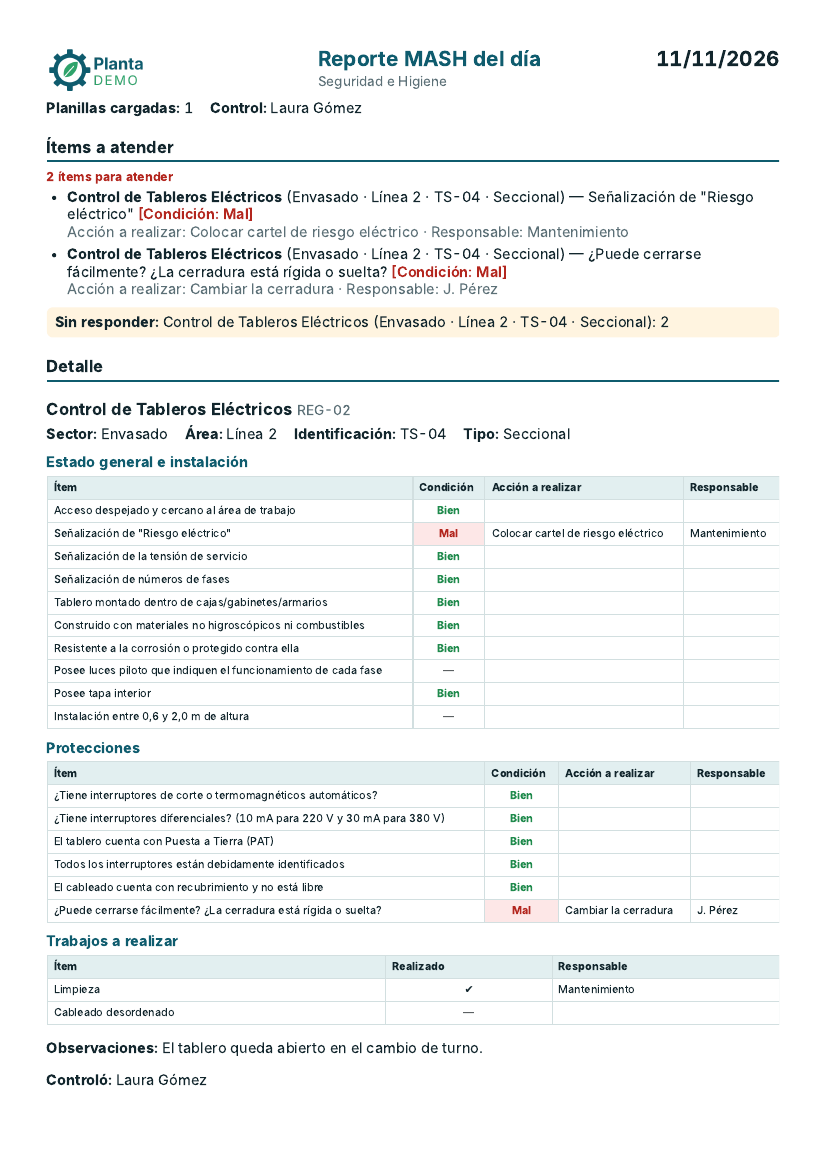 Planta
DEMO
Reporte MASH del día
Seguridad e Higiene
11/11/2026
Planillas cargadas: 1 Control: Laura Gómez
Ítems a atender
2 ítems para atender
• Control de Tableros Eléctricos (Envasado · Línea 2 · TS-04 · Seccional) — Señalización de "Riesgo
eléctrico" [Condición: Mal]
Acción a realizar: Colocar cartel de riesgo eléctrico · Responsable: Mantenimiento
• Control de Tableros Eléctricos (Envasado · Línea 2 · TS-04 · Seccional) — ¿Puede cerrarse
fácilmente? ¿La cerradura está rígida o suelta? [Condición: Mal]
Acción a realizar: Cambiar la cerradura · Responsable: J. Pérez
Sin responder: Control de Tableros Eléctricos (Envasado · Línea 2 · TS-04 · Seccional): 2
Detalle
Control de Tableros Eléctricos REG-02
Sector: Envasado Área: Línea 2 Identificación: TS-04 Tipo: Seccional
Estado general e instalación
Ítem Condición Acción a realizar Responsable
Acceso despejado y cercano al área de trabajo Bien
Señalización de "Riesgo eléctrico" Mal Colocar cartel de riesgo eléctrico Mantenimiento
Señalización de la tensión de servicio Bien
Señalización de números de fases Bien
Tablero montado dentro de cajas/gabinetes/armarios Bien
Construido con materiales no higroscópicos ni combustibles Bien
Resistente a la corrosión o protegido contra ella Bien
Posee luces piloto que indiquen el funcionamiento de cada fase —
Posee tapa interior Bien
Instalación entre 0,6 y 2,0 m de altura —
Protecciones
Ítem Condición Acción a realizar Responsable
¿Tiene interruptores de corte o termomagnéticos automáticos? Bien
¿Tiene interruptores diferenciales? (10 mA para 220 V y 30 mA para 380 V) Bien
El tablero cuenta con Puesta a Tierra (PAT) Bien
Todos los interruptores están debidamente identificados Bien
El cableado cuenta con recubrimiento y no está libre Bien
¿Puede cerrarse fácilmente? ¿La cerradura está rígida o suelta? Mal Cambiar la cerradura J. Pérez
Trabajos a realizar
Ítem Realizado Responsable
Limpieza ✔ Mantenimiento
Cableado desordenado —
Observaciones: El tablero queda abierto en el cambio de turno.
Controló: Laura Gómez